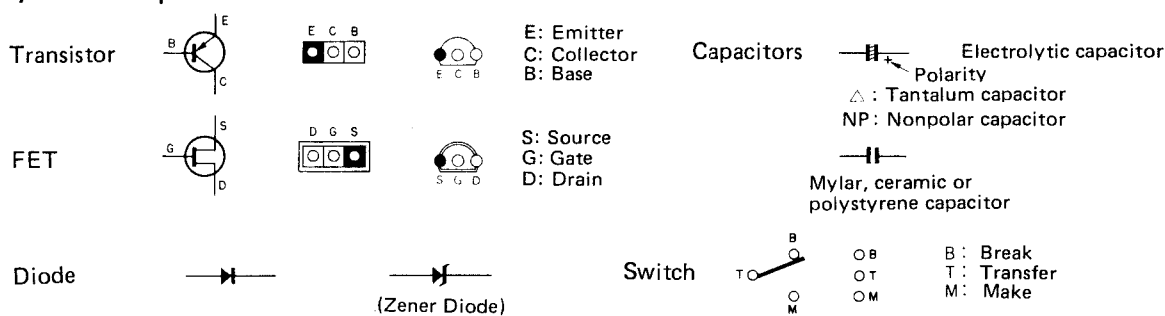 Transistor
B
E
C
E C B
E C B
E: Emitter
C: Collector
B: Base
Capacitors
+
Electrolytic capacitor
Polarity
△ : Tantalum capacitor
NP: Nonpolar capacitor
FET
G
S
D
D G S
S G D
S: Source
G: Gate
D: Drain
Mylar, ceramic or
polystyrene capacitor
Diode
(Zener Diode)
Switch
B
T
M
B
T
M
B: Break
T: Transfer
M: Make